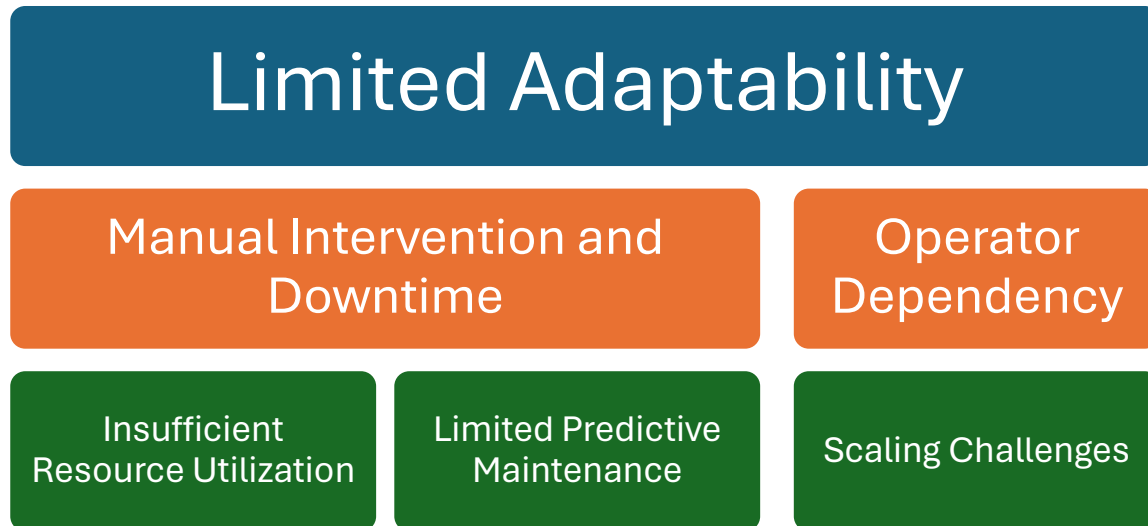 Limited Adaptability
Manual Intervention and
Downtime
Operator
Dependency
Insufficient
Resource Utilization
Limited Predictive
Maintenance
Scaling Challenges